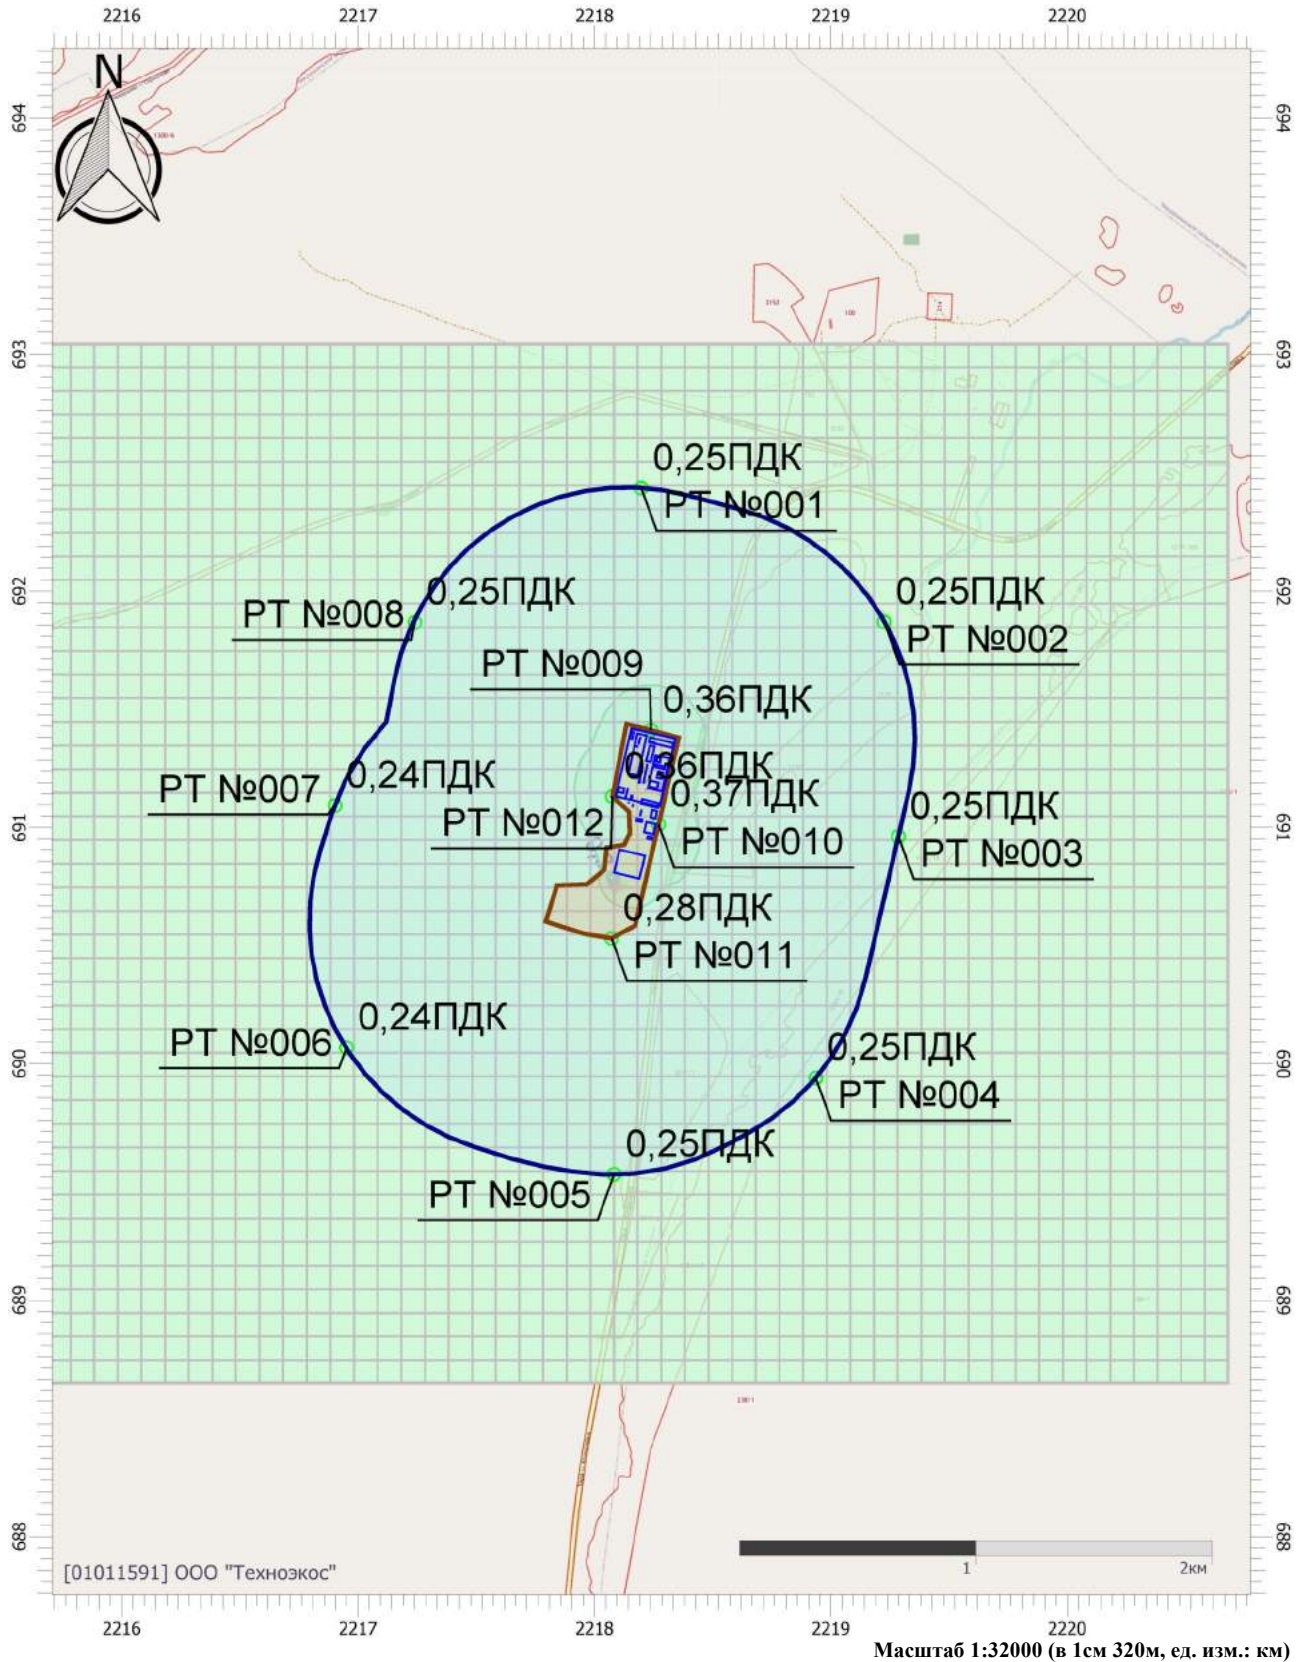 2216 2217 2218 2219 2220
N
694 694
693 693
0,25ПДК
РТ №001
692 692
0,25ПДК
РТ №008
0,25ПДК
РТ №002
РТ №009
0,36ПДК
0,36ПДК
РТ №012
0,24ПДК
РТ №007
0,37ПДК
РТ №010
691 691
0,25ПДК
РТ №003
0,28ПДК
РТ №011
0,24ПДК
РТ №006
690 690
0,25ПДК
РТ №004
0,25ПДК
РТ №005
689 689
688 688
1 2км
[01011591] ООО "Техноэкос"
2216 2217 2218 2219 2220
Масштаб 1:32000 (в 1см 320м, ед. изм.: км)